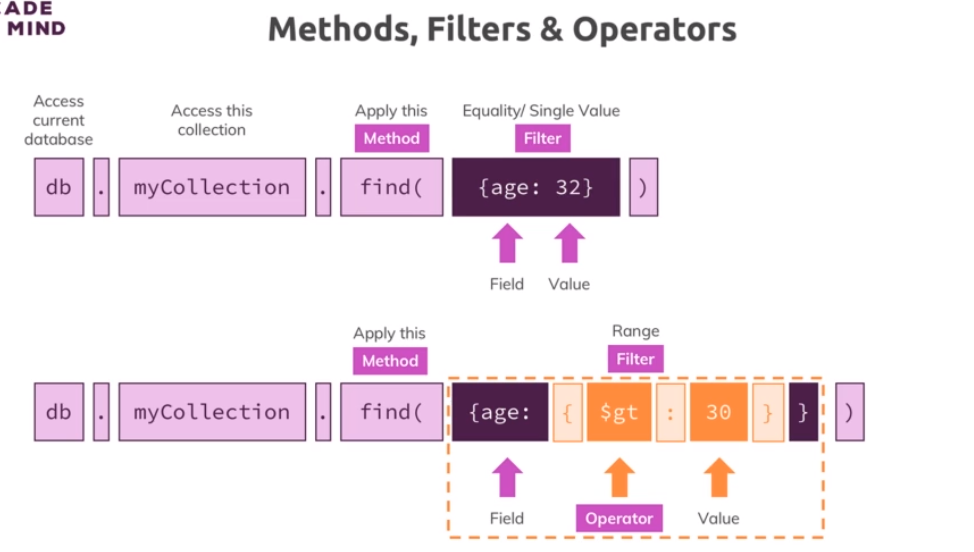 CADE
MIND
Methods, Filters & Operators
Access
current
database
Access this
collection
Apply this
Method
Equality/ Single Value
Filter
db . myCollection . find( {age: 32} )
Field Value
Apply this
Method
Range
Filter
db . myCollection . find( {age: { $gt : 30 } } )
Field Operator Value